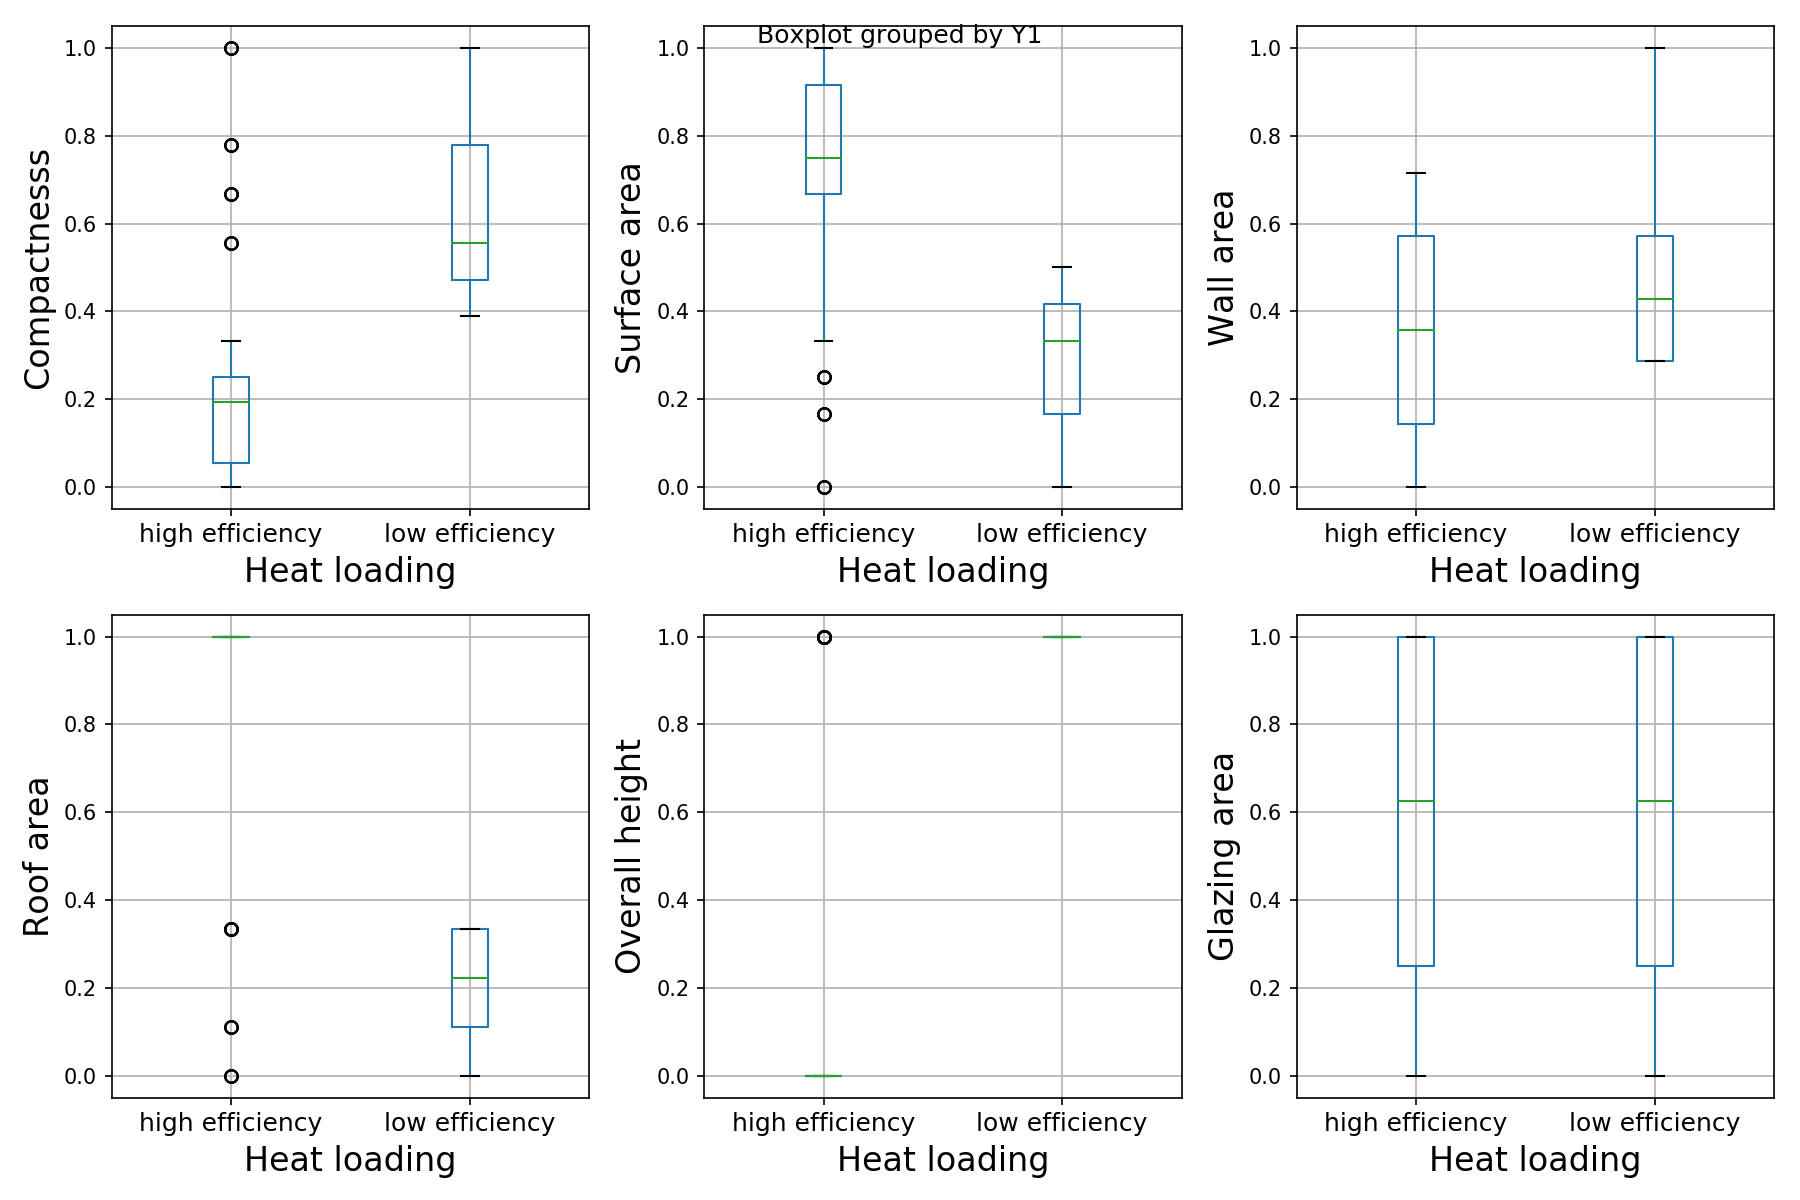 Boxplot grouped by Y1
Compactnesss
1.0
0.8
0.6
0.4
0.2
0.0
high efficiency low efficiency
Heat loading
Surface area
1.0
0.8
0.6
0.4
0.2
0.0
high efficiency low efficiency
Heat loading
Wall area
1.0
0.8
0.6
0.4
0.2
0.0
high efficiency low efficiency
Heat loading
Roof area
1.0
0.8
0.6
0.4
0.2
0.0
high efficiency low efficiency
Heat loading
Overall height
1.0
0.8
0.6
0.4
0.2
0.0
high efficiency low efficiency
Heat loading
Glazing area
1.0
0.8
0.6
0.4
0.2
0.0
high efficiency low efficiency
Heat loading